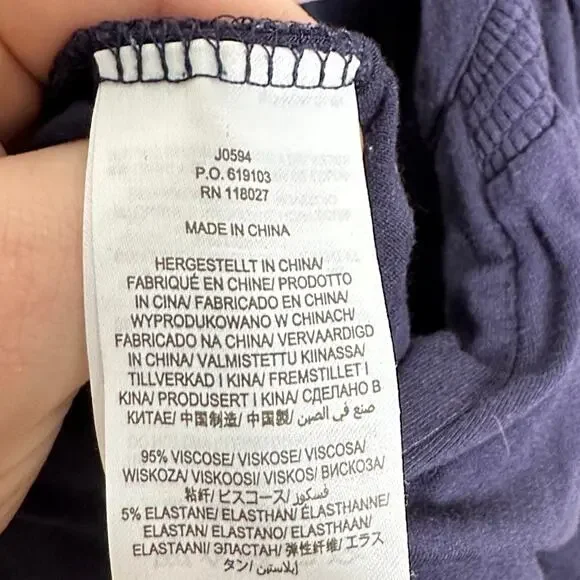 J0594
P.O. 619103
RN 118027
MADE IN CHINA
HERGESTELLT IN CHINA/
FABRIQUÉ EN CHINE/ PRODOTTO
IN CINA/ FABRICADO EN CHINA/
WYPRODUKOWANO W CHINACH/
FABRICADO NA CHINA/ VERVAARDIGD
IN CHINA/ VALMISTETTU KIINASSA/
TILLVERKAD I KINA/ FREMSTILLET I
KINA/ PRODUSERT I KINA/ СДЕЛАНО В
КИТАЕ/ 中国制造/ 中国製/ صنع في الصين/
95% VISCOSE/ VISKOSE/ VISCOSA/
WISKOZA/ VISKOOSI/ VISKOS/ ВИСКОЗА/
粘纤/ ビスコース/ فسكوز/
5% ELASTANE/ ELASTHAN/ ÉLASTHANNE/
ELASTAN/ ELASTANO/ ELASTHAAN/
ELASTAANI/ ЭЛАСТАН/ 弹性纤维/ エラス
タン/ إيلاستين/